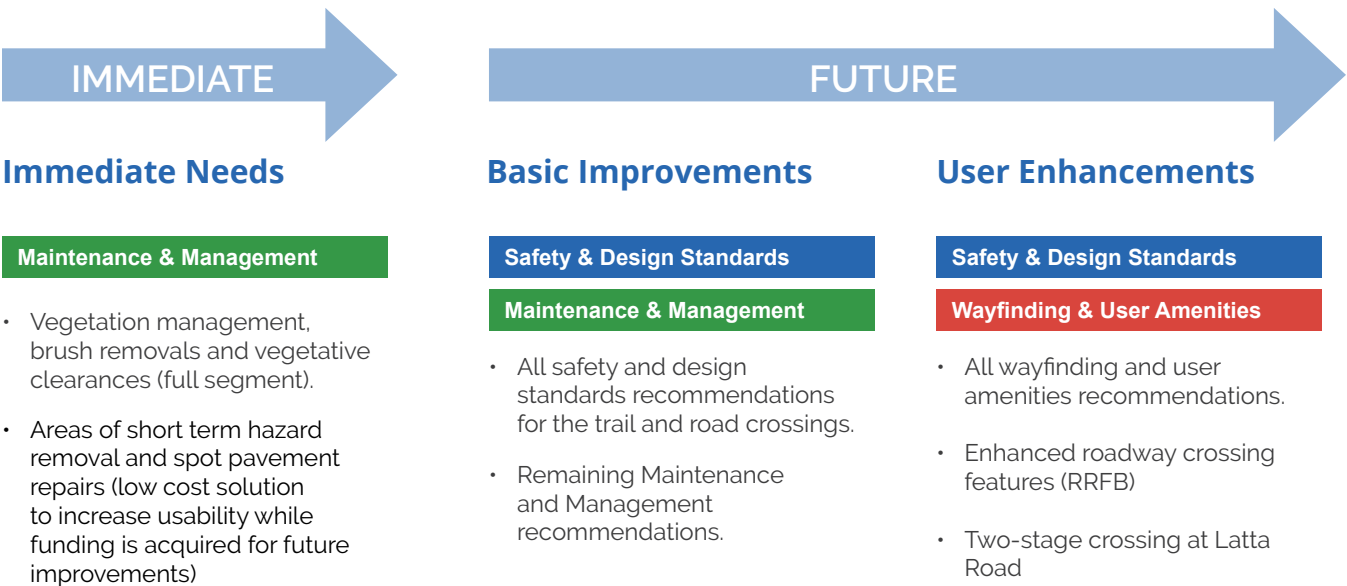 IMMEDIATE
FUTURE
Immediate Needs
Maintenance & Management
• Vegetation management,
brush removals and vegetative
clearances (full segment).
• Areas of short term hazard
removal and spot pavement
repairs (low cost solution
to increase usability while
funding is acquired for future
improvements)
Basic Improvements
Safety & Design Standards
Maintenance & Management
• All safety and design
standards recommendations
for the trail and road crossings.
• Remaining Maintenance
and Management
recommendations.
User Enhancements
Safety & Design Standards
Wayfinding & User Amenities
• All wayfinding and user
amenities recommendations.
• Enhanced roadway crossing
features (RRFB)
• Two-stage crossing at Latta
Road